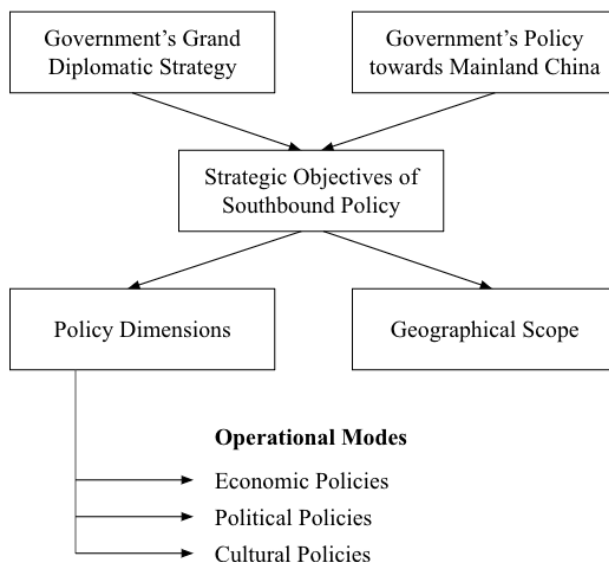 Government’s Grand
Diplomatic Strategy
Government’s Policy
towards Mainland China
Strategic Objectives of
Southbound Policy
Policy Dimensions
Geographical Scope
Operational Modes
Economic Policies
Political Policies
Cultural Policies